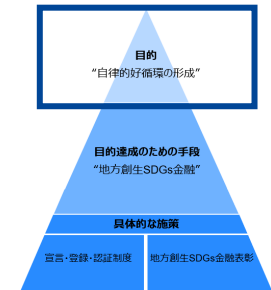 目的
“自律的好循環の形成”
目的達成のための手段
“地方創生SDGs金融”
具体的な施策
宣言・登録・認証制度
地方創生SDGs金融表彰